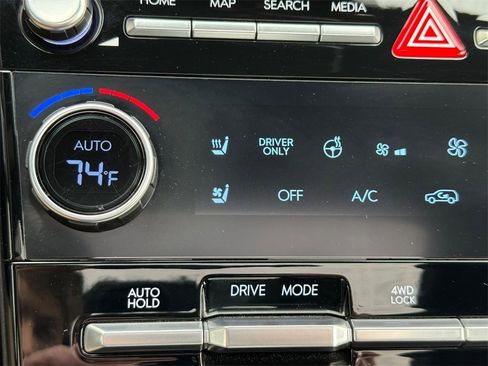 HOME MAP SEARCH MEDIA
AUTO
74°F
DRIVER
ONLY
OFF A/C
AUTO
HOLD
DRIVE MODE
4WD
LOCK